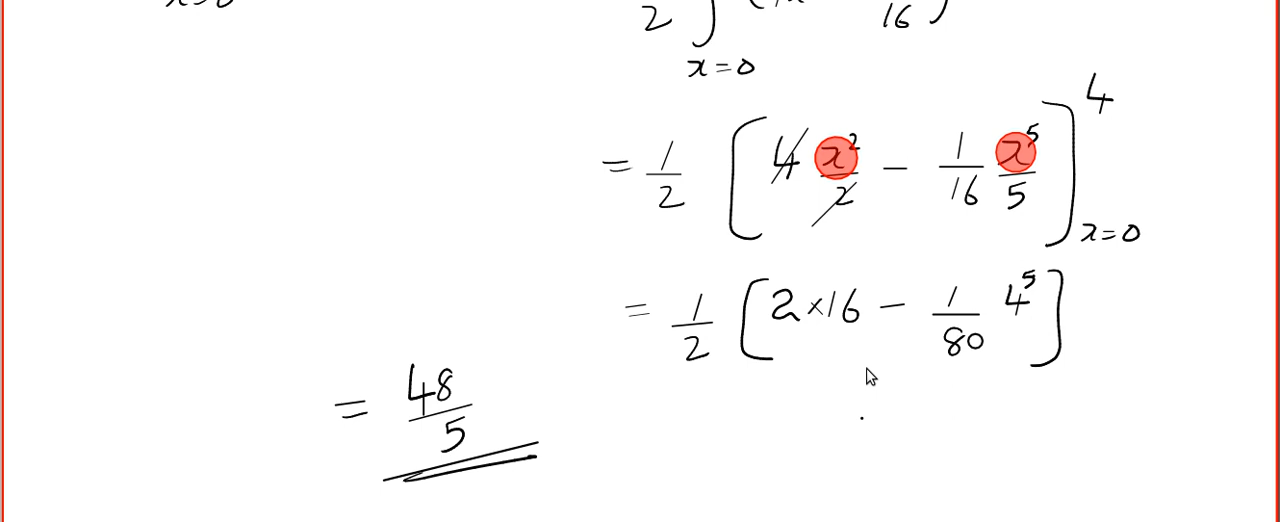 2 ∫ 16 )
x=0
= 1/2 [ 4 x²/2 − 1/16 x⁵/5 ]⁴ x=0
= 1/2 [ 2×16 − 1/80 4⁵ ]
= 48/5